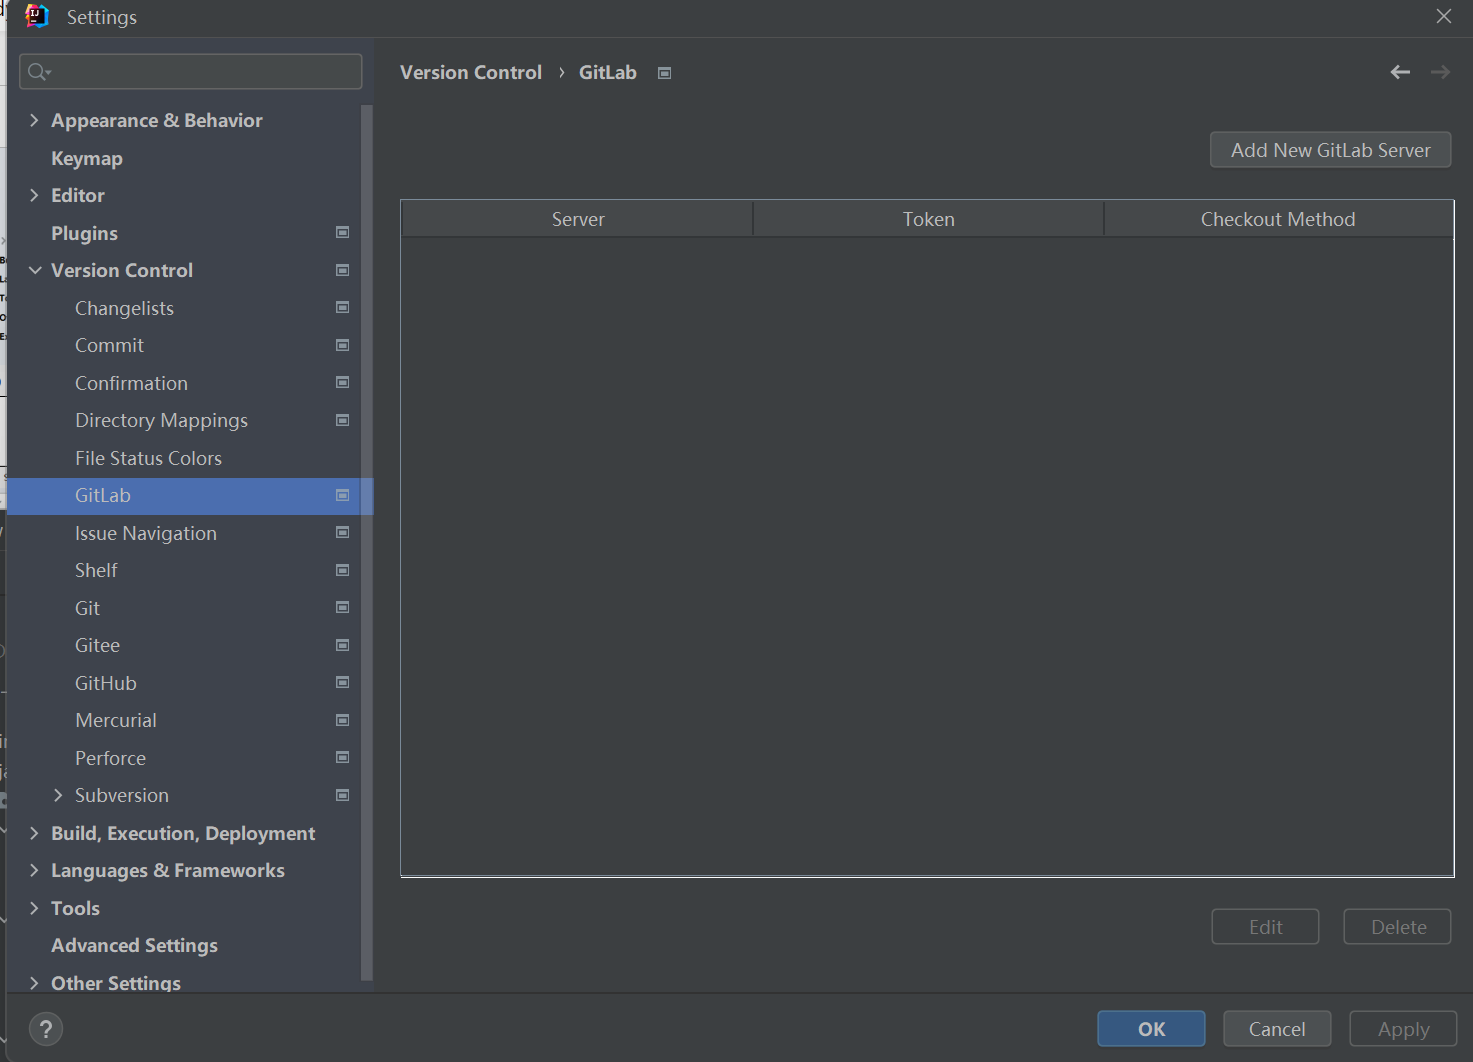 Settings
Version Control › GitLab
Appearance & Behavior
Keymap
Editor
Plugins
Version Control
Changelists
Commit
Confirmation
Directory Mappings
File Status Colors
GitLab
Issue Navigation
Shelf
Git
Gitee
GitHub
Mercurial
Perforce
Subversion
Build, Execution, Deployment
Languages & Frameworks
Tools
Advanced Settings
Other Settings
Add New GitLab Server
Server Token Checkout Method
Edit Delete
? OK Cancel Apply